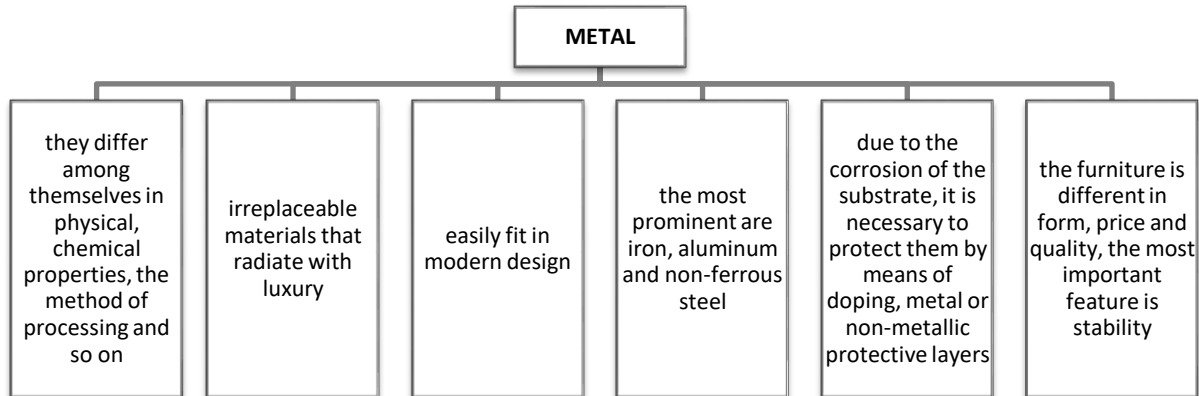 METAL
they differ
among
themselves in
physical,
chemical
properties, the
method of
processing and
so on
irreplaceable
materials that
radiate with
luxury
easily fit in
modern design
the most
prominent are
iron, aluminum
and non-ferrous
steel
due to the
corrosion of the
substrate, it is
necessary to
protect them by
means of
doping, metal or
non-metallic
protective layers
the furniture is
different in
form, price and
quality, the most
important
feature is
stability